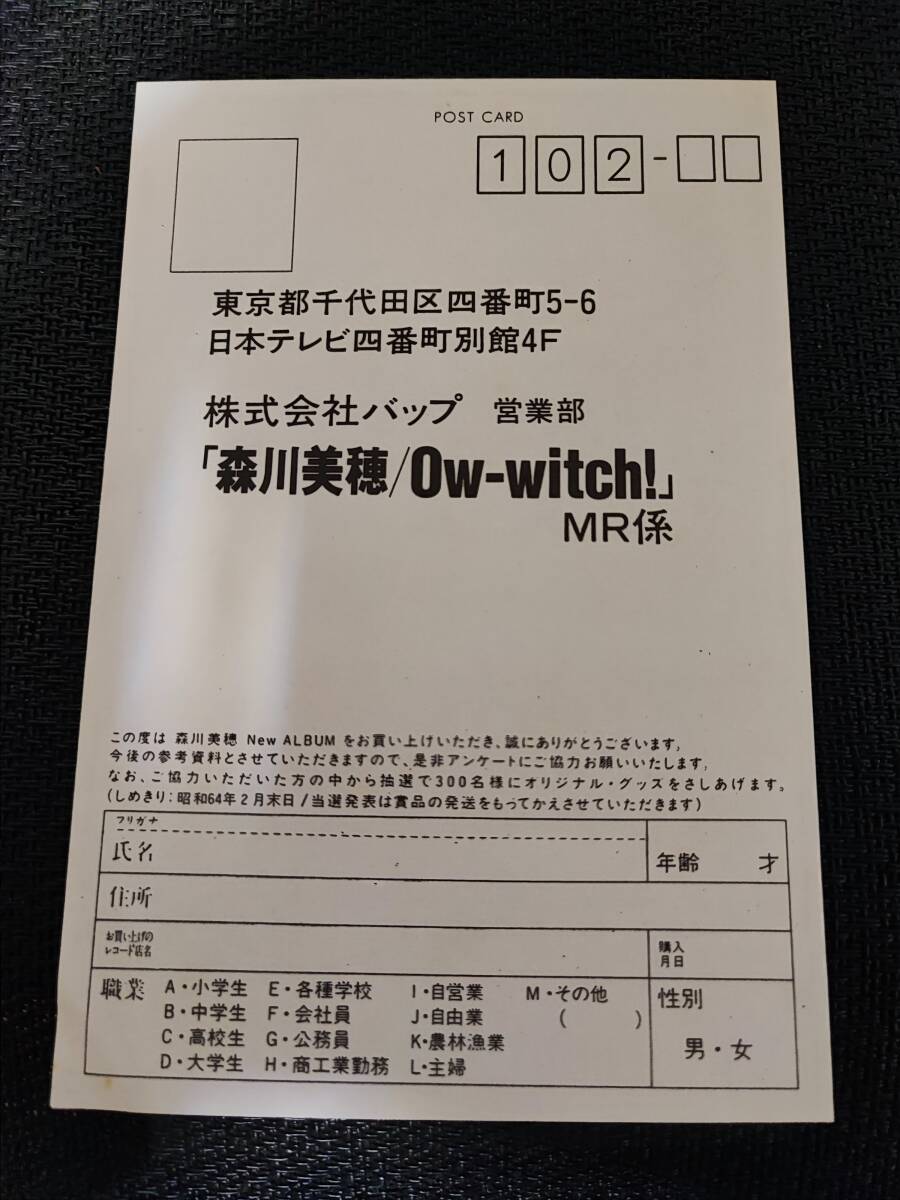 POST CARD
102-
東京都千代田区四番町5-6
日本テレビ四番町別館4F
株式会社バップ 営業部
「森川美穂/Ow-witch!」
MR係
この度は 森川美穂 New ALBUM をお買い上げいただき、誠にありがとうございます。
今後の参考資料とさせていただきますので、是非アンケートにご協力お願いいたします。
なお、ご協力いただいた方の中から抽選で300名様にオリジナル・グッズをさしあげます。
(しめきり:昭和64年2月末日/当選発表は賞品の発送をもってかえさせていただきます)
フリガナ
氏名
年齢 才
住所
お買い上げの
レコード店名
購入
月日
職業 A・小学生 E・各種学校 I・自営業 M・その他
B・中学生 F・会社員 J・自由業 ( )
C・高校生 G・公務員 K・農林漁業
D・大学生 H・商工業勤務 L・主婦
性別
男・女